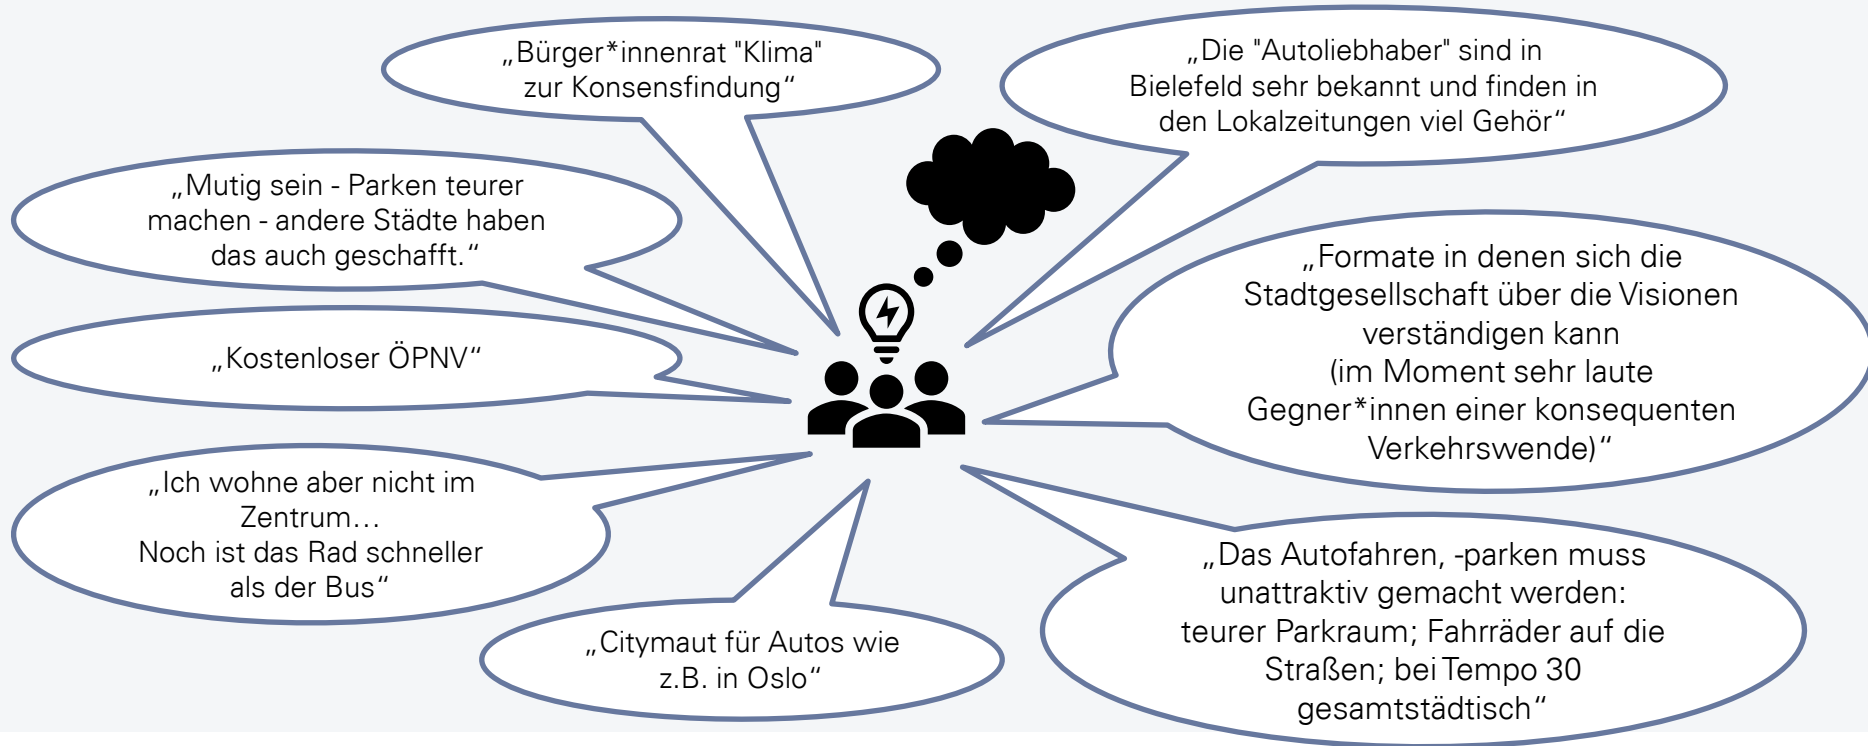 „Bürger*innenrat "Klima"
zur Konsensfindung“
„Die "Autoliebhaber" sind in
Bielefeld sehr bekannt und finden in
den Lokalzeitungen viel Gehör“
„Mutig sein - Parken teurer
machen - andere Städte haben
das auch geschafft.“
„Formate in denen sich die
Stadtgesellschaft über die Visionen
verständigen kann
(im Moment sehr laute
Gegner*innen einer konsequenten
Verkehrswende)“
„Kostenloser ÖPNV“
„Ich wohne aber nicht im
Zentrum…
Noch ist das Rad schneller
als der Bus“
„Das Autofahren, -parken muss
unattraktiv gemacht werden:
teurer Parkraum; Fahrräder auf die
Straßen; bei Tempo 30
gesamtstädtisch“
„Citymaut für Autos wie
z.B. in Oslo“